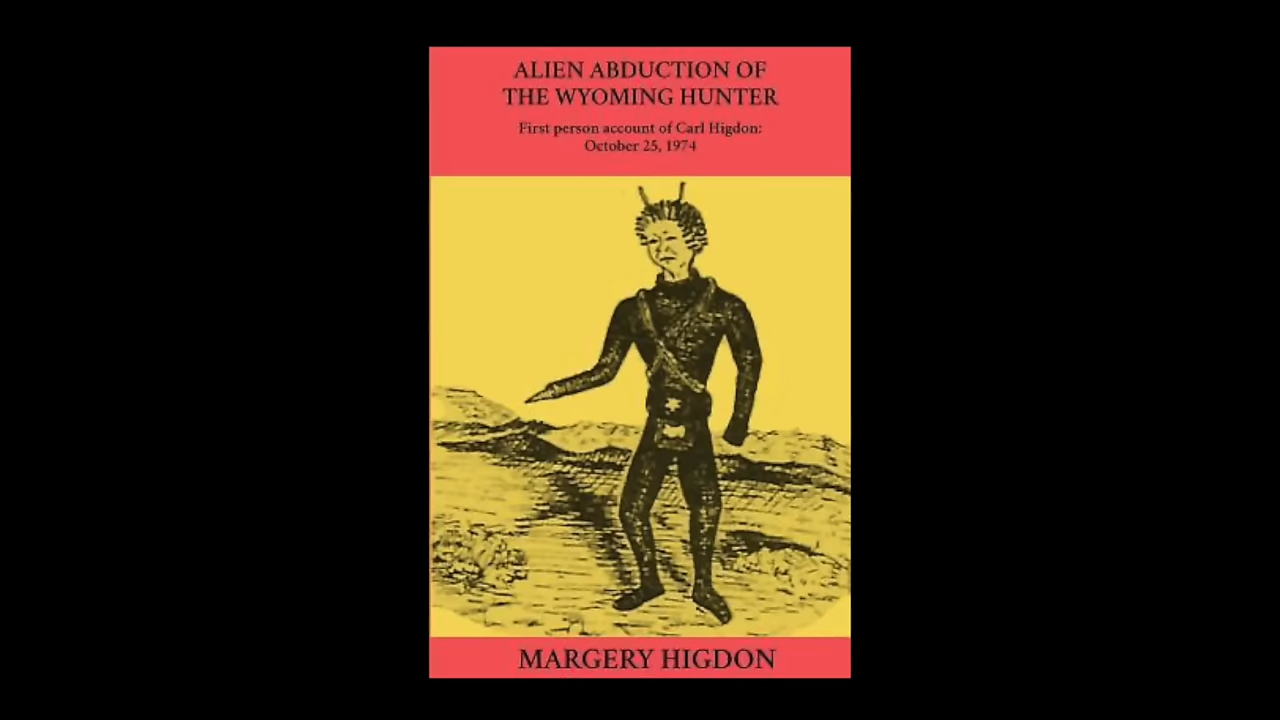 ALIEN ABDUCTION OF
THE WYOMING HUNTER
First person account of Carl Higdon:
October 25, 1974
MARGERY HIGDON